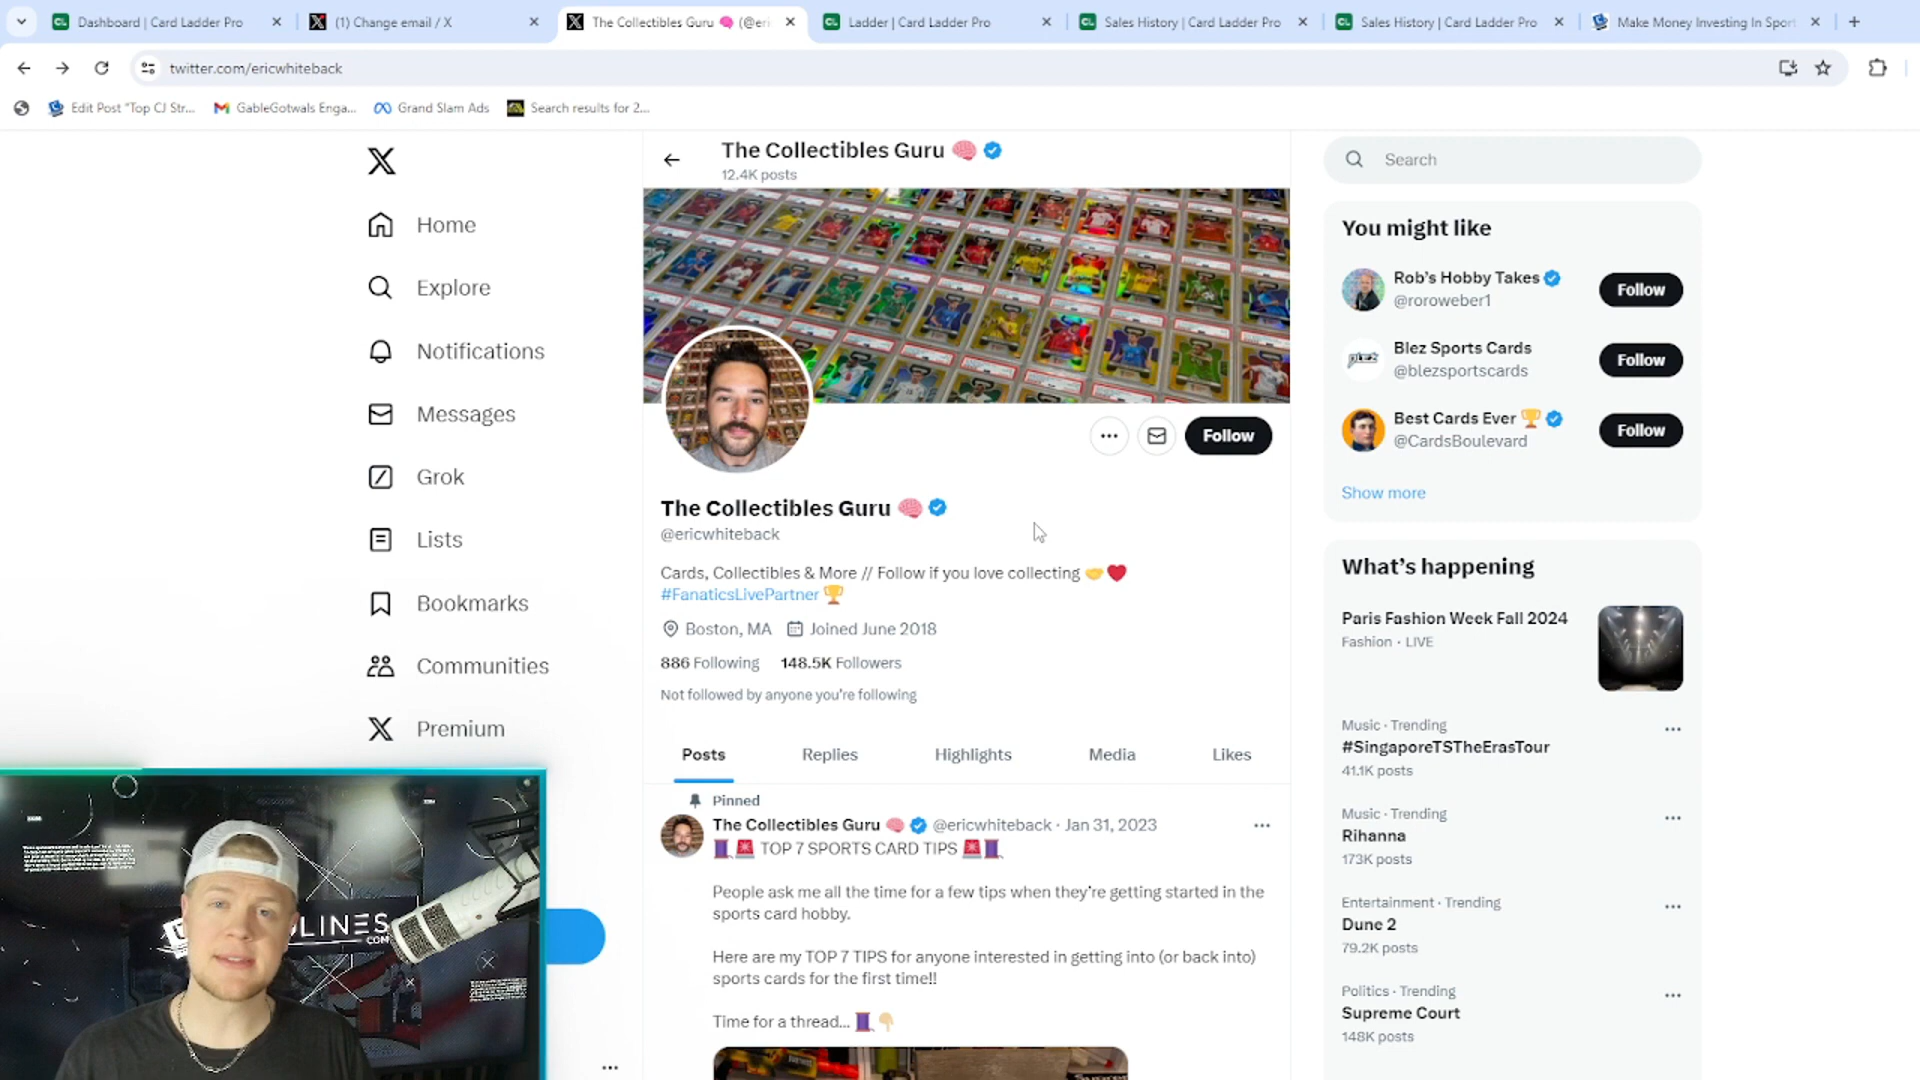 Dashboard | Card Ladder Pro
(1) Change email / X
The Collectibles Guru 🧠 (@eri
Ladder | Card Ladder Pro
Sales History | Card Ladder Pro
Sales History | Card Ladder Pro
Make Money Investing In Sport
twitter.com/ericwhiteback
Edit Post "Top CJ Str...
GableGotwals Enga...
Grand Slam Ads
Search results for 2...
Home
Explore
Notifications
Messages
Grok
Lists
Bookmarks
Communities
Premium
The Collectibles Guru 🧠
12.4K posts
Follow
The Collectibles Guru 🧠
@ericwhiteback
Cards, Collectibles & More // Follow if you love collecting 🤝❤️
#FanaticsLivePartner 🏆
Boston, MA Joined June 2018
886 Following 148.5K Followers
Not followed by anyone you're following
Posts Replies Highlights Media Likes
Pinned
The Collectibles Guru 🧠 @ericwhiteback · Jan 31, 2023
🧵🚨 TOP 7 SPORTS CARD TIPS 🚨🧵
People ask me all the time for a few tips when they're getting started in the
sports card hobby.
Here are my TOP 7 TIPS for anyone interested in getting into (or back into)
sports cards for the first time!!
Time for a thread... 🧵👇
Search
You might like
Rob's Hobby Takes
@roroweber1
Follow
Blez Sports Cards
@blezsportscards
Follow
Best Cards Ever 🏆
@CardsBoulevard
Follow
Show more
What's happening
Paris Fashion Week Fall 2024
Fashion · LIVE
Music · Trending
#SingaporeTSTheErasTour
41.1K posts
Music · Trending
Rihanna
173K posts
Entertainment · Trending
Dune 2
79.2K posts
Politics · Trending
Supreme Court
148K posts
LINES
.COM